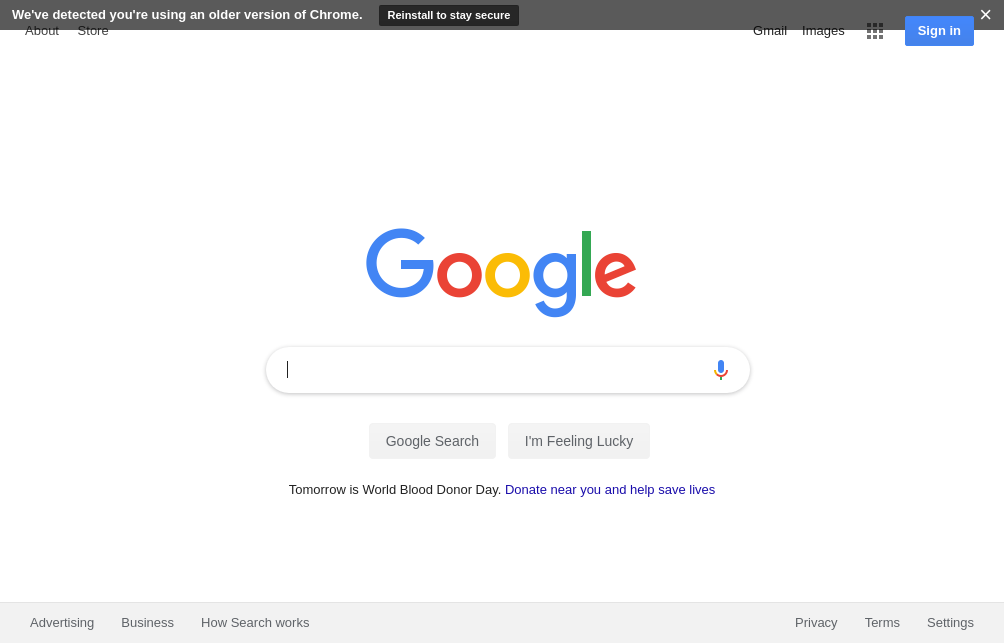 We've detected you're using an older version of Chrome. Reinstall to stay secure ×
About Store Gmail Images Sign in
Google
Google Search I'm Feeling Lucky
Tomorrow is World Blood Donor Day. Donate near you and help save lives
Advertising Business How Search works Privacy Terms Settings